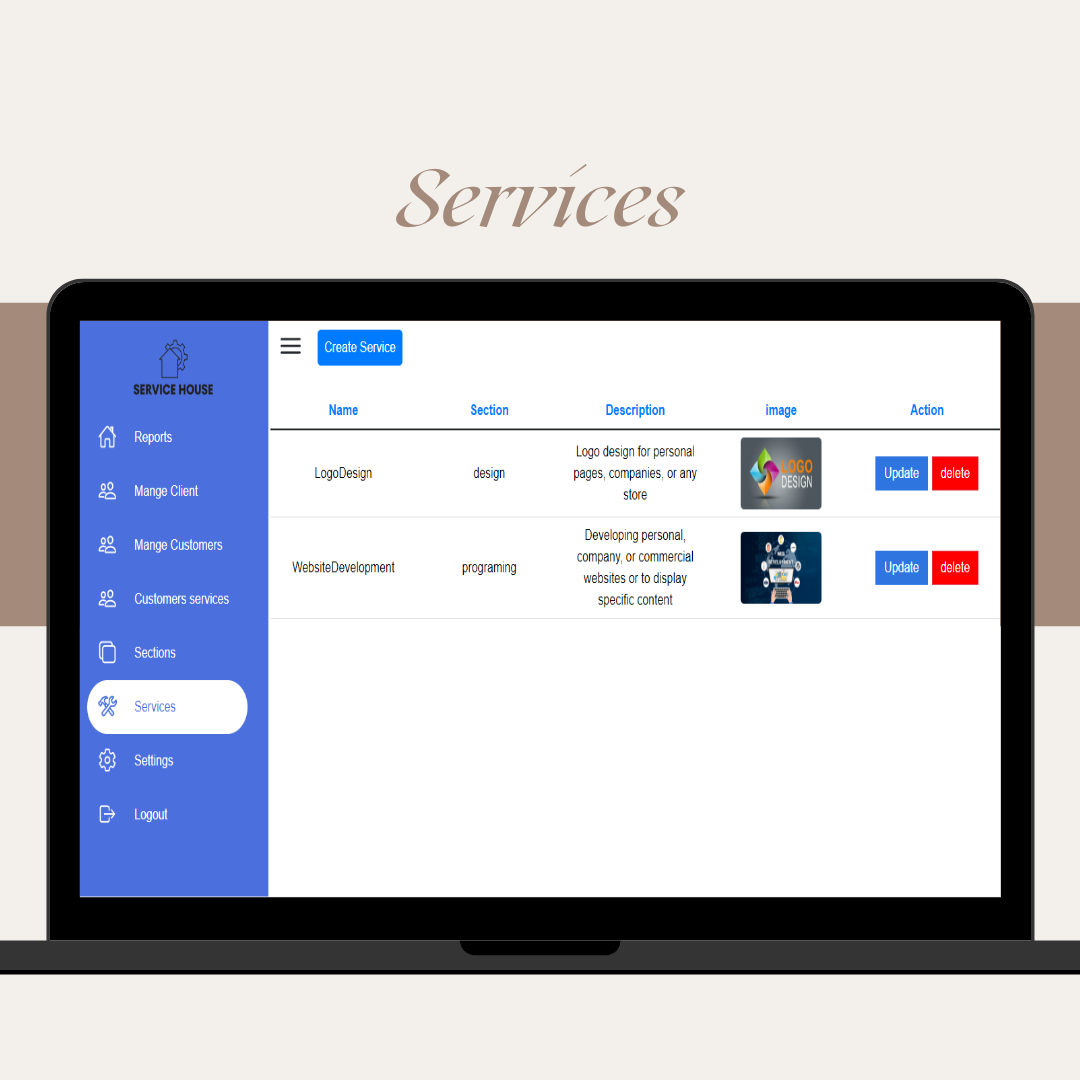 Services
SERVICE HOUSE
Reports
Mange Client
Mange Customers
Customers services
Sections
Services
Settings
Logout
Create Service
Name Section Description image Action
LogoDesign design Logo design for personal
pages, companies, or any
store
LOGO
DESIGN
Update delete
WebsiteDevelopment programing Developing personal,
company, or commercial
websites or to display
specific content
Update delete